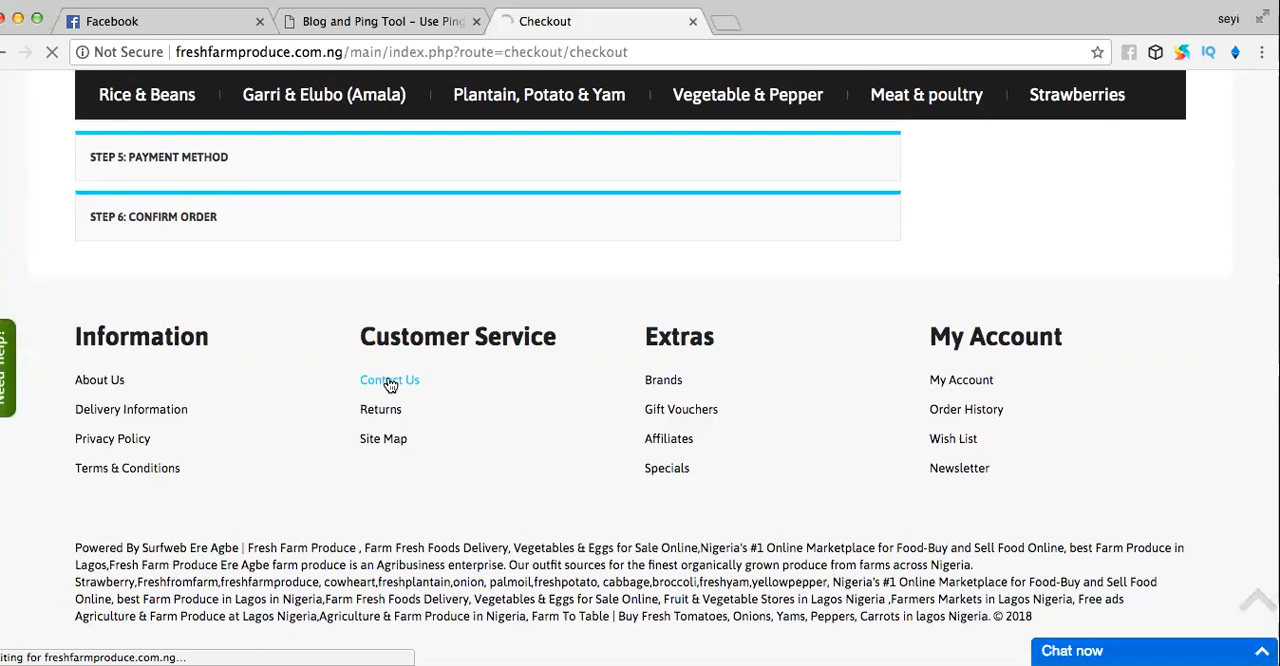 Facebook
Blog and Ping Tool – Use Ping
Checkout
seyi
Not Secure
freshfarmproduce.com.ng/main/index.php?route=checkout/checkout
IQ
Rice & Beans
Garri & Elubo (Amala)
Plantain, Potato & Yam
Vegetable & Pepper
Meat & poultry
Strawberries
STEP 5: PAYMENT METHOD
STEP 6: CONFIRM ORDER
Need help?
Information
About Us
Delivery Information
Privacy Policy
Terms & Conditions
Customer Service
Contact Us
Returns
Site Map
Extras
Brands
Gift Vouchers
Affiliates
Specials
My Account
My Account
Order History
Wish List
Newsletter
Powered By Surfweb Ere Agbe | Fresh Farm Produce , Farm Fresh Foods Delivery, Vegetables & Eggs for Sale Online,Nigeria's #1 Online Marketplace for Food-Buy and Sell Food Online, best Farm Produce in
Lagos,Fresh Farm Produce Ere Agbe farm produce is an Agribusiness enterprise. Our outfit sources for the finest organically grown produce from farms across Nigeria.
Strawberry,Freshfromfarm,freshfarmproduce, cowheart,freshplantain,onion, palmoil,freshpotato, cabbage,broccoli,freshyam,yellowpepper, Nigeria's #1 Online Marketplace for Food-Buy and Sell Food
Online, best Farm Produce in Lagos in Nigeria,Farm Fresh Foods Delivery, Vegetables & Eggs for Sale Online, Fruit & Vegetable Stores in Lagos Nigeria ,Farmers Markets in Lagos Nigeria, Free ads
Agriculture & Farm Produce at Lagos Nigeria,Agriculture & Farm Produce in Nigeria, Farm To Table | Buy Fresh Tomatoes, Onions, Yams, Peppers, Carrots in lagos Nigeria. © 2018
iting for freshfarmproduce.com.ng...
Chat now